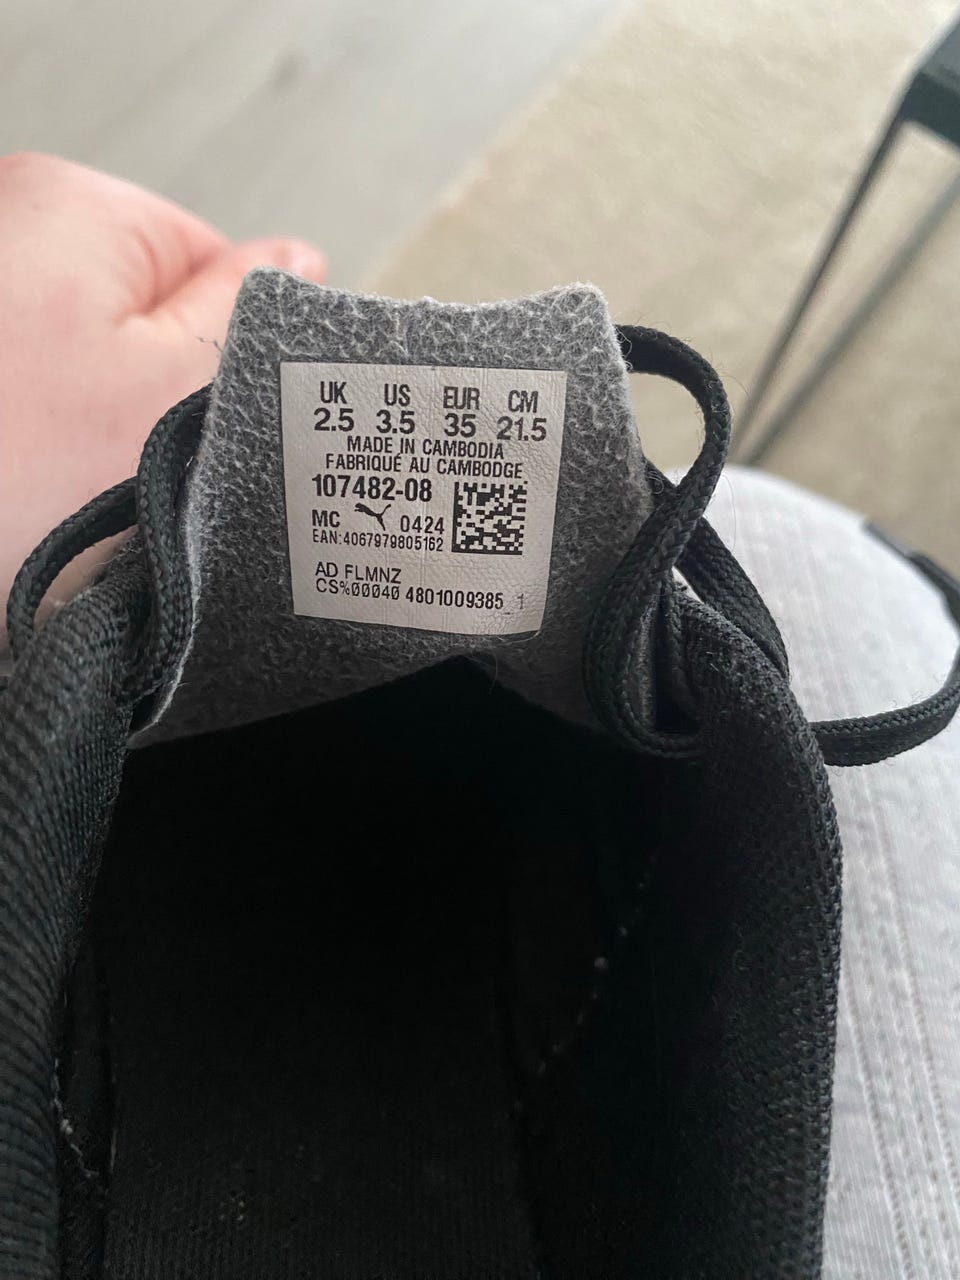 UK US EUR CM
2.5 3.5 35 21.5
MADE IN CAMBODIA
FABRIQUÉ AU CAMBODGE
107482-08
MC 0424
EAN:4067979805162
AD FLMNZ
CS%00040 4801009385_1